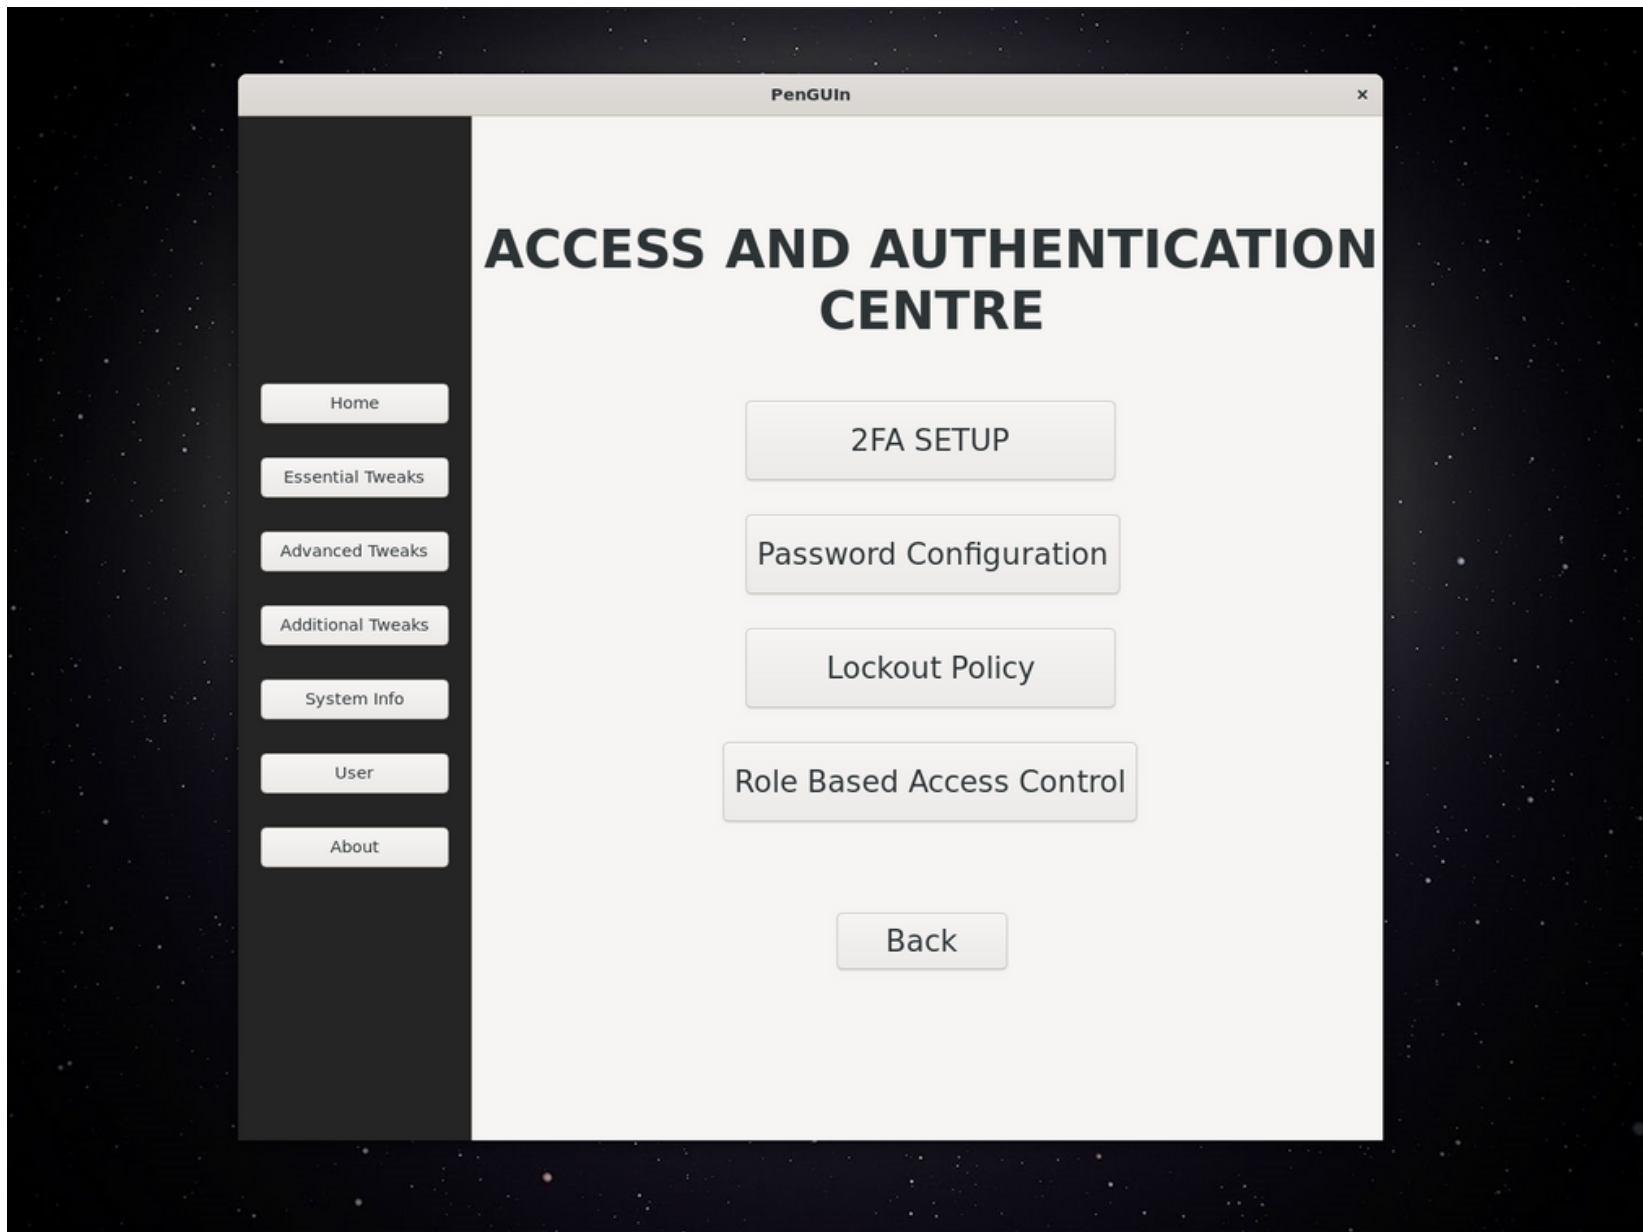 PenGUIn
×
ACCESS AND AUTHENTICATION
CENTRE
Home
Essential Tweaks
Advanced Tweaks
Additional Tweaks
System Info
User
About
2FA SETUP
Password Configuration
Lockout Policy
Role Based Access Control
Back